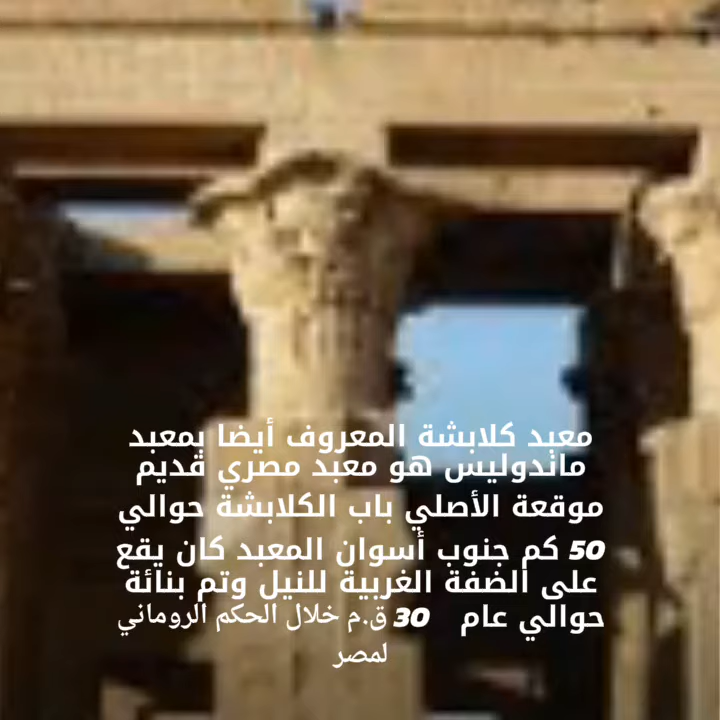 معبد كلابشة المعروف أيضا بمعبد
ماندوليس هو معبد مصري قديم
موقعة الأصلي باب الكلابشة حوالي
50 كم جنوب أسوان المعبد كان يقع
على الضفة الغربية للنيل وتم بنائة
حوالي عام 30 ق.م خلال الحكم الروماني
لمصر